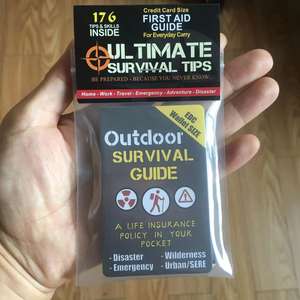 176
TIPS & SKILLS
INSIDE
Credit Card Size
FIRST AID
GUIDE
For Everyday Carry
ULTIMATE
SURVIVAL TIPS
BE PREPARED - BECAUSE YOU NEVER KNOW...
Home - Work - Travel - Emergency - Adventure - Disaster
EDC
Wallet SIZE
Outdoor
SURVIVAL
GUIDE
A LIFE INSURANCE
POLICY IN YOUR
POCKET
- Disaster
- Emergency
- Wilderness
- Urban/SERE